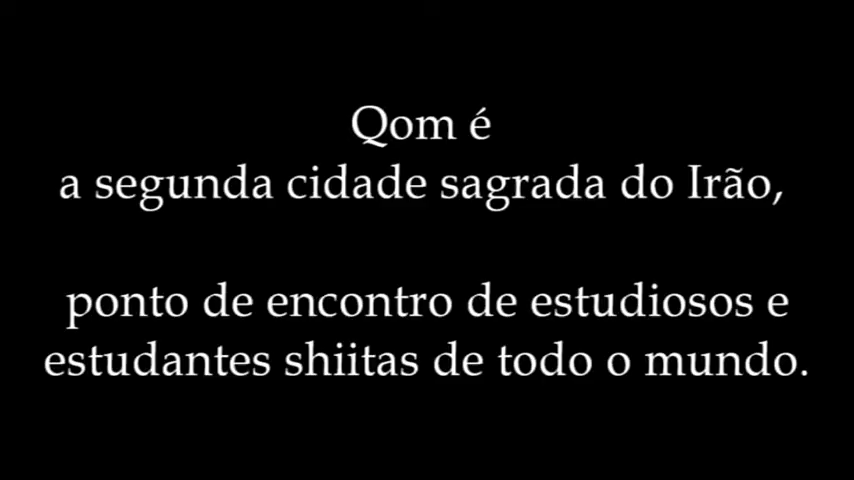 Qom é
a segunda cidade sagrada do Irão,
ponto de encontro de estudiosos e
estudantes shiitas de todo o mundo.